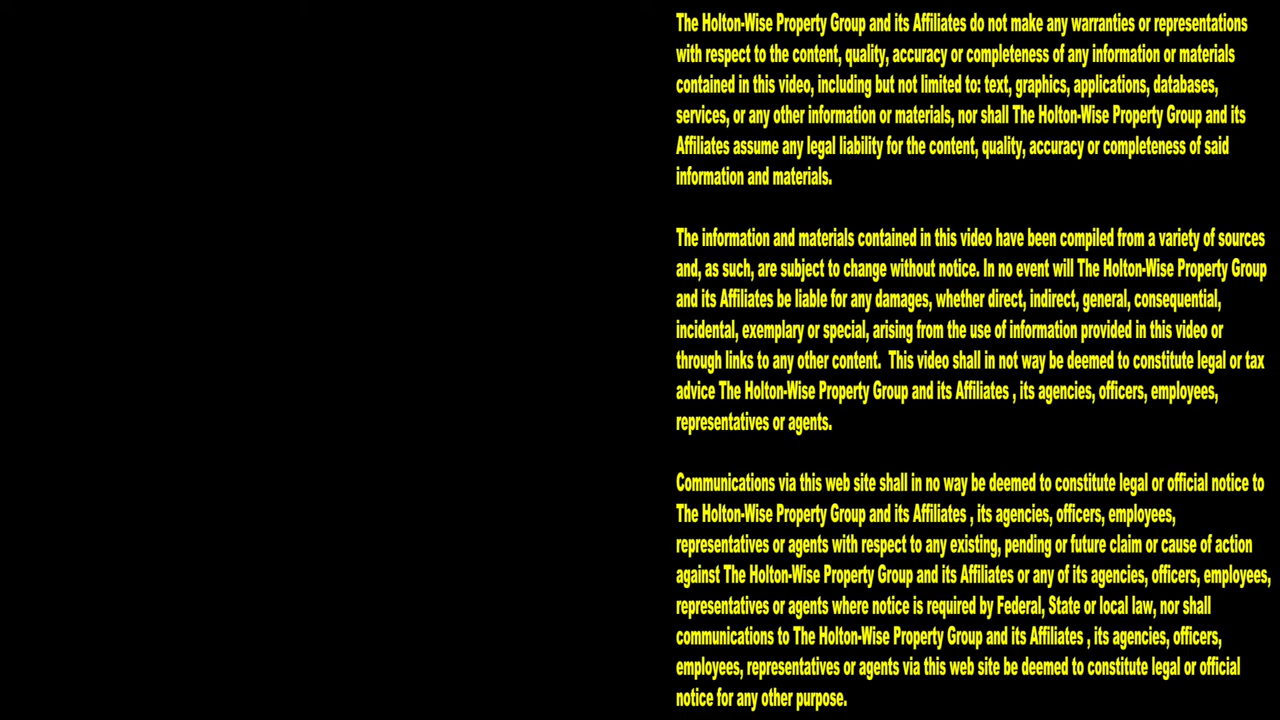 The Holton-Wise Property Group and its Affiliates do not make any warranties or representations
with respect to the content, quality, accuracy or completeness of any information or materials
contained in this video, including but not limited to: text, graphics, applications, databases,
services, or any other information or materials, nor shall The Holton-Wise Property Group and its
Affiliates assume any legal liability for the content, quality, accuracy or completeness of said
information and materials.
The information and materials contained in this video have been compiled from a variety of sources
and, as such, are subject to change without notice. In no event will The Holton-Wise Property Group
and its Affiliates be liable for any damages, whether direct, indirect, general, consequential,
incidental, exemplary or special, arising from the use of information provided in this video or
through links to any other content.  This video shall in not way be deemed to constitute legal or tax
advice The Holton-Wise Property Group and its Affiliates , its agencies, officers, employees,
representatives or agents.
Communications via this web site shall in no way be deemed to constitute legal or official notice to
The Holton-Wise Property Group and its Affiliates , its agencies, officers, employees,
representatives or agents with respect to any existing, pending or future claim or cause of action
against The Holton-Wise Property Group and its Affiliates or any of its agencies, officers, employees,
representatives or agents where notice is required by Federal, State or local law, nor shall
communications to The Holton-Wise Property Group and its Affiliates , its agencies, officers,
employees, representatives or agents via this web site be deemed to constitute legal or official
notice for any other purpose.